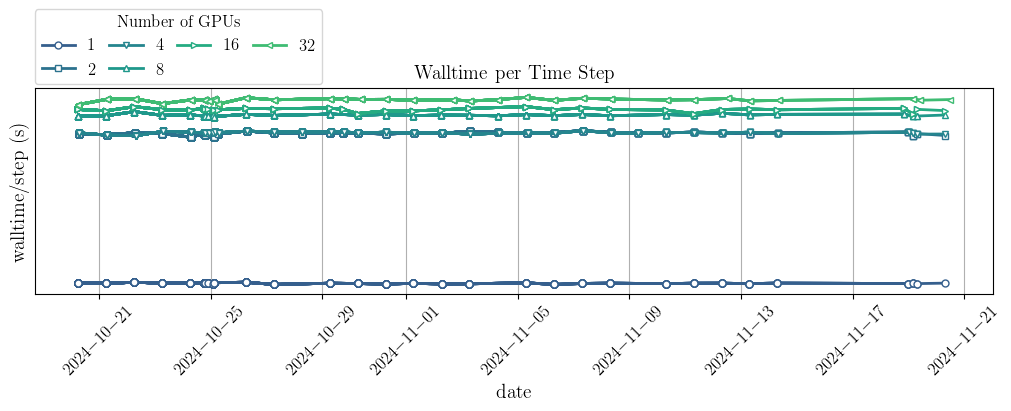 Number of GPUs
1 4 16 32
2 8
Walltime per Time Step
walltime/step (s)
2024−10−21 2024−10−25 2024−10−29 2024−11−01 2024−11−05 2024−11−09 2024−11−13 2024−11−17 2024−11−21
date